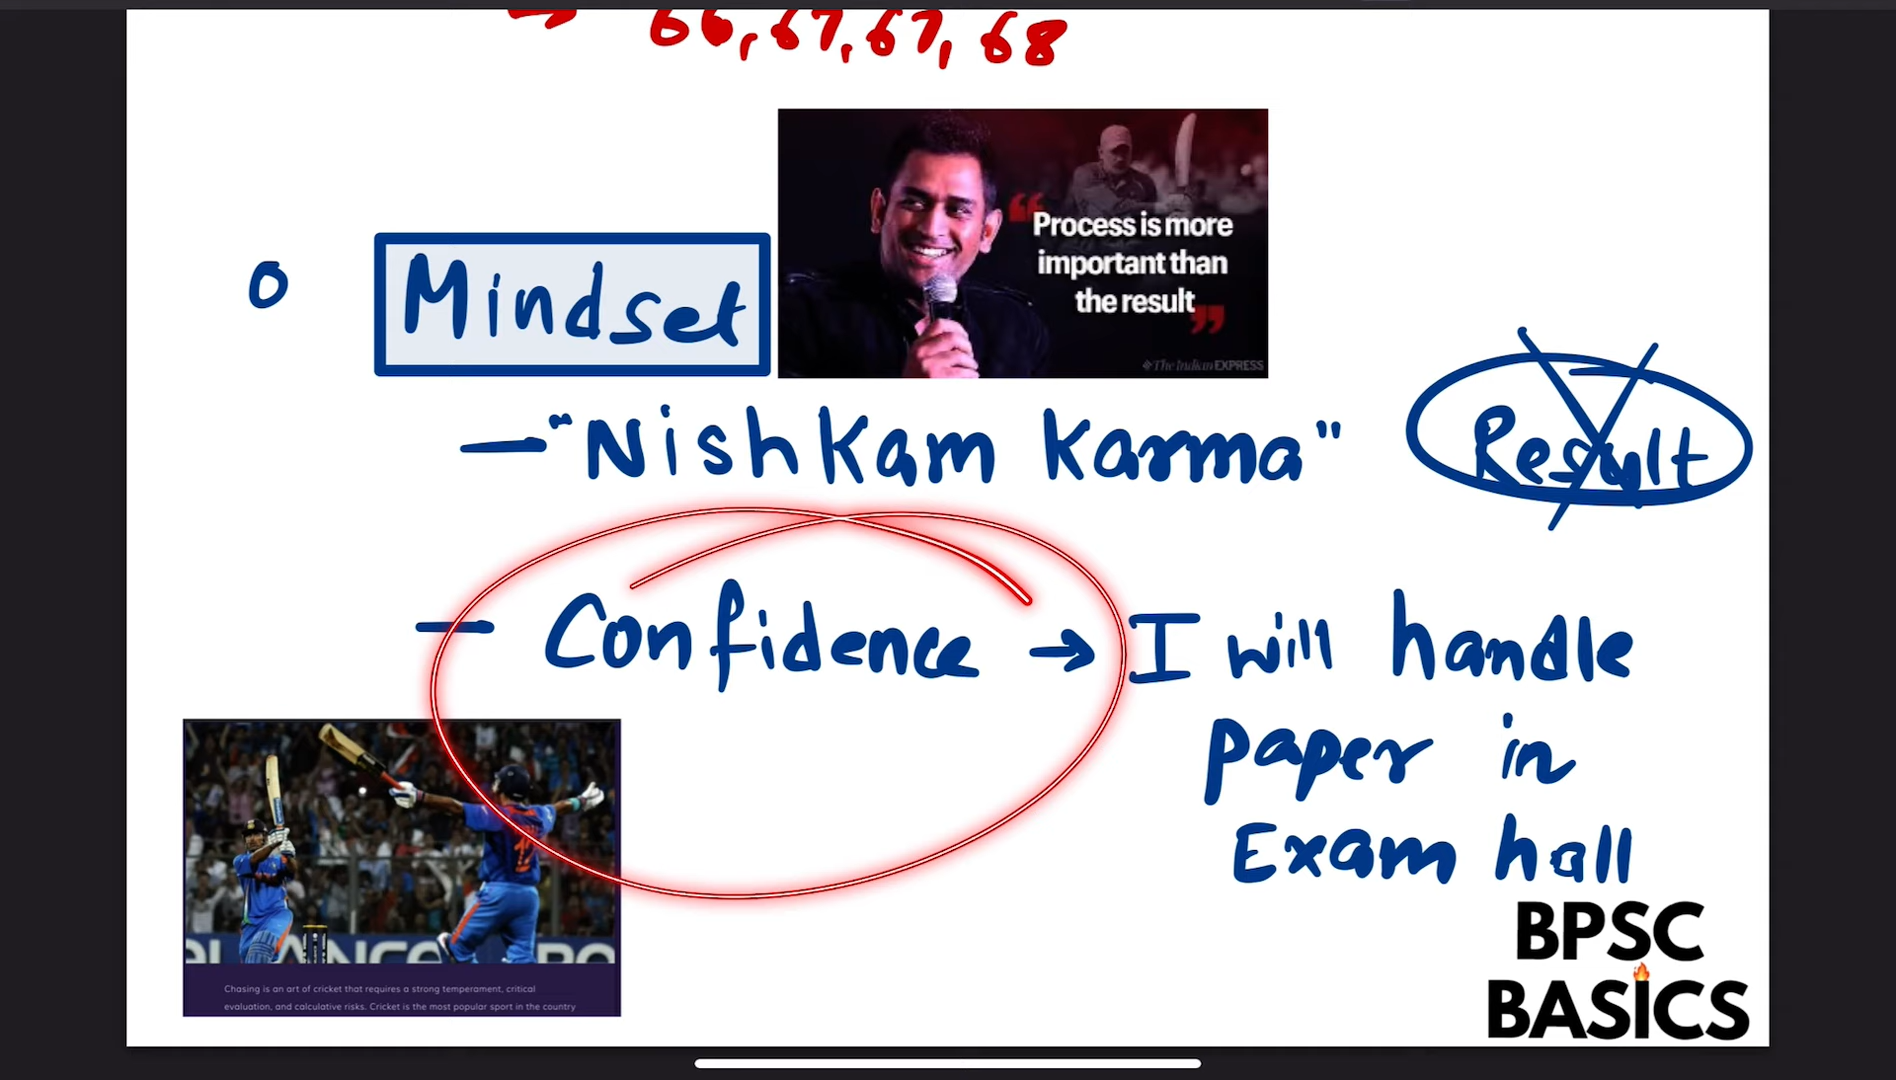 → 66, 67, 67, 68
Process is more
important than
the result
The Indian EXPRESS
o Mindset
— "Nishkam Karma" Result
— Confidence → I will handle
paper in
Exam hall
Chasing is an art of cricket that requires a strong temperament, critical
evaluation, and calculative risks. Cricket is the most popular sport in the country
BPSC
BASICS